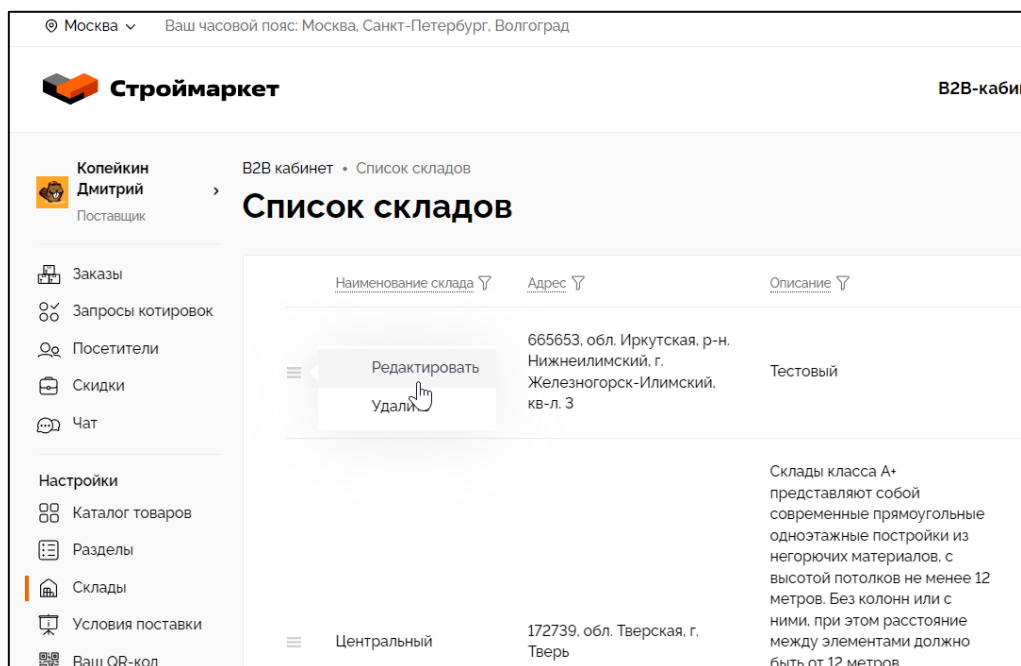 Москва Ваш часовой пояс: Москва, Санкт-Петербург, Волгоград
Строймаркет
Копейкин
Дмитрий
Поставщик
Заказы
Запросы котировок
Посетители
Скидки
Чат
Настройки
Каталог товаров
Разделы
Склады
Условия поставки
Ваш QR-код
B2B кабинет • Список складов
Список складов
Наименование склада Адрес Описание
Редактировать
665653, обл. Иркутская, р-н.
Нижнеилимский, г.
Железногорск-Илимский,
кв-л. 3
Тестовый
Центральный
172739, обл. Тверская, г.
Тверь
Склады класса А+
представляют собой
современные прямоугольные
одноэтажные постройки из
негорючих материалов, с
высотой потолков не менее 12
метров. Без колонн или с
ними, при этом расстояние
между элементами должно
быть от 12 метров